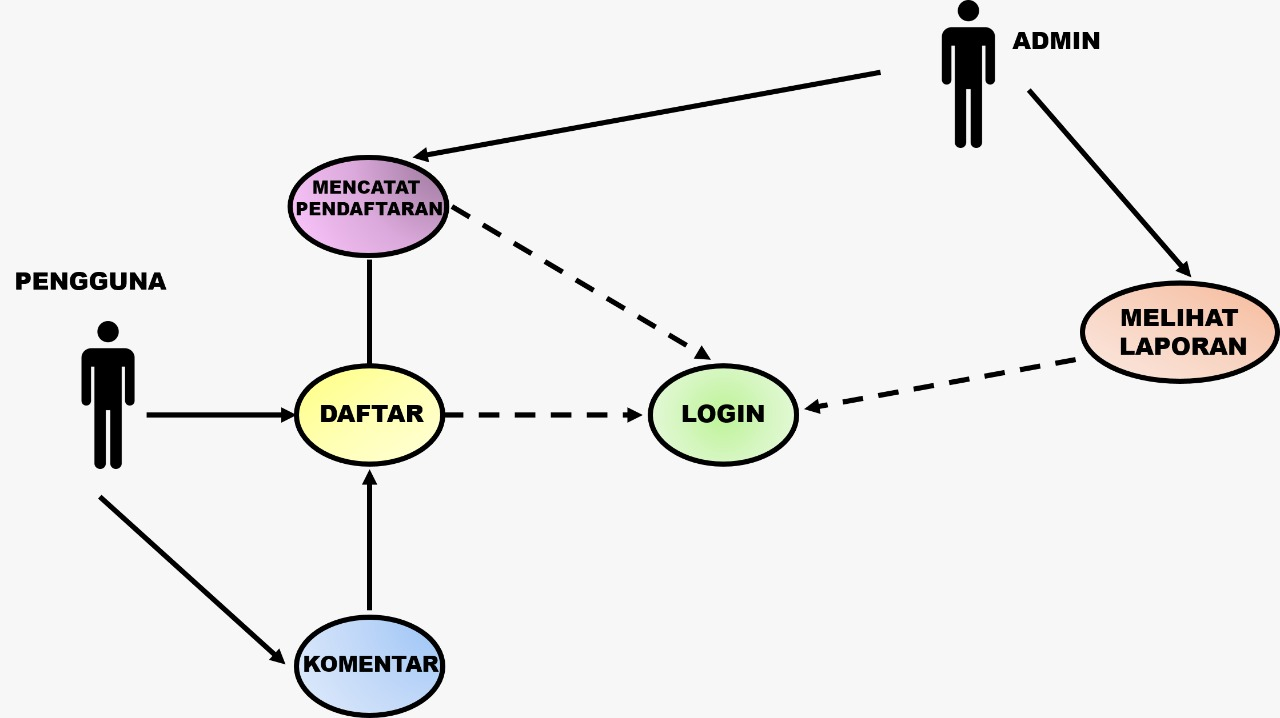 ADMIN
MENCATAT
PENDAFTARAN
PENGGUNA
MELIHAT
LAPORAN
DAFTAR
LOGIN
KOMENTAR